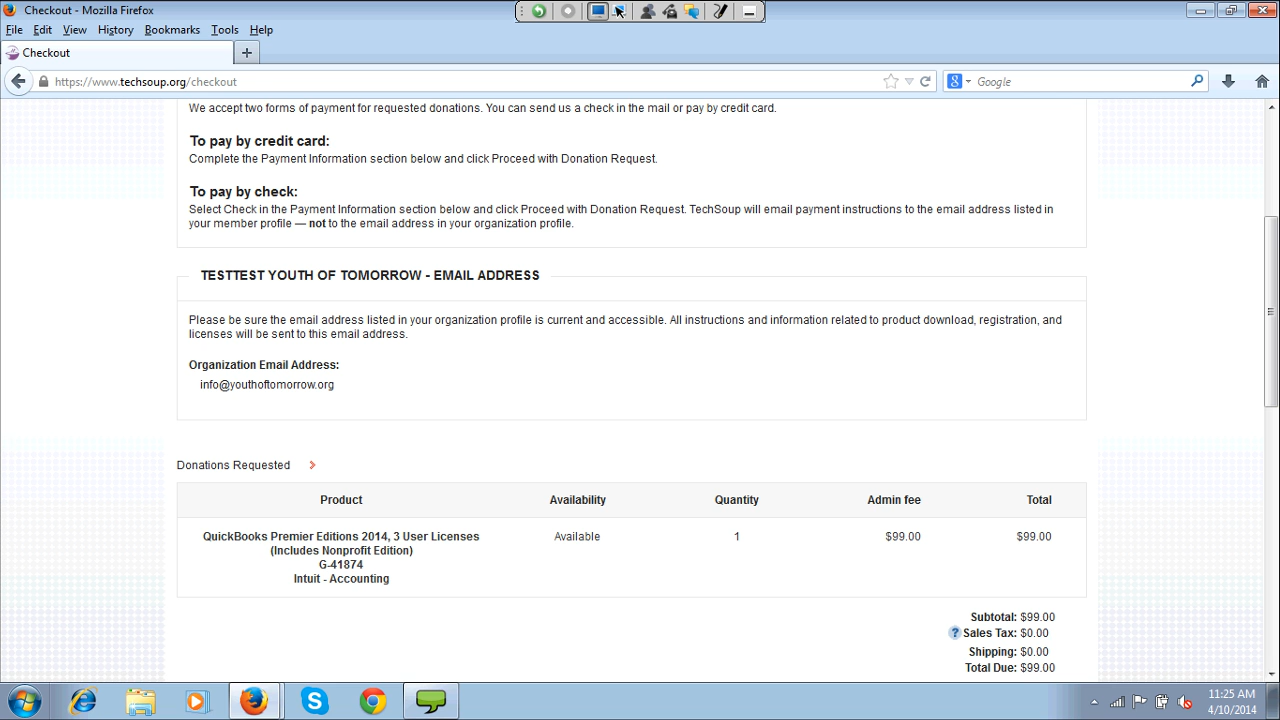 Checkout - Mozilla Firefox
File Edit View History Bookmarks Tools Help
Checkout
https://www.techsoup.org/checkout
Google
We accept two forms of payment for requested donations. You can send us a check in the mail or pay by credit card.
To pay by credit card:
Complete the Payment Information section below and click Proceed with Donation Request.
To pay by check:
Select Check in the Payment Information section below and click Proceed with Donation Request. TechSoup will email payment instructions to the email address listed in
your member profile — not to the email address in your organization profile.
TESTTEST YOUTH OF TOMORROW - EMAIL ADDRESS
Please be sure the email address listed in your organization profile is current and accessible. All instructions and information related to product download, registration, and
licenses will be sent to this email address.
Organization Email Address:
info@youthoftomorrow.org
Donations Requested
Product Availability Quantity Admin fee Total
QuickBooks Premier Editions 2014, 3 User Licenses Available 1 $99.00 $99.00
(Includes Nonprofit Edition)
G-41874
Intuit - Accounting
Subtotal: $99.00
? Sales Tax: $0.00
Shipping: $0.00
Total Due: $99.00
11:25 AM
4/10/2014